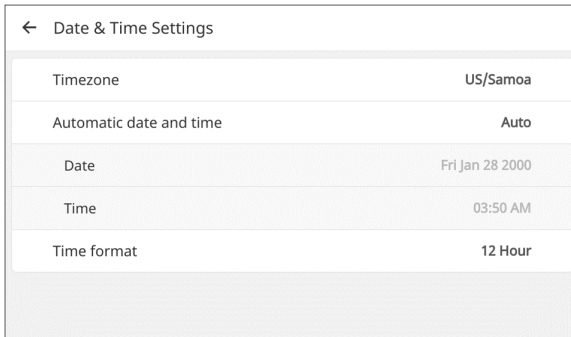 Date & Time Settings
Timezone US/Samoa
Automatic date and time Auto
Date Fri Jan 28 2000
Time 03:50 AM
Time format 12 Hour